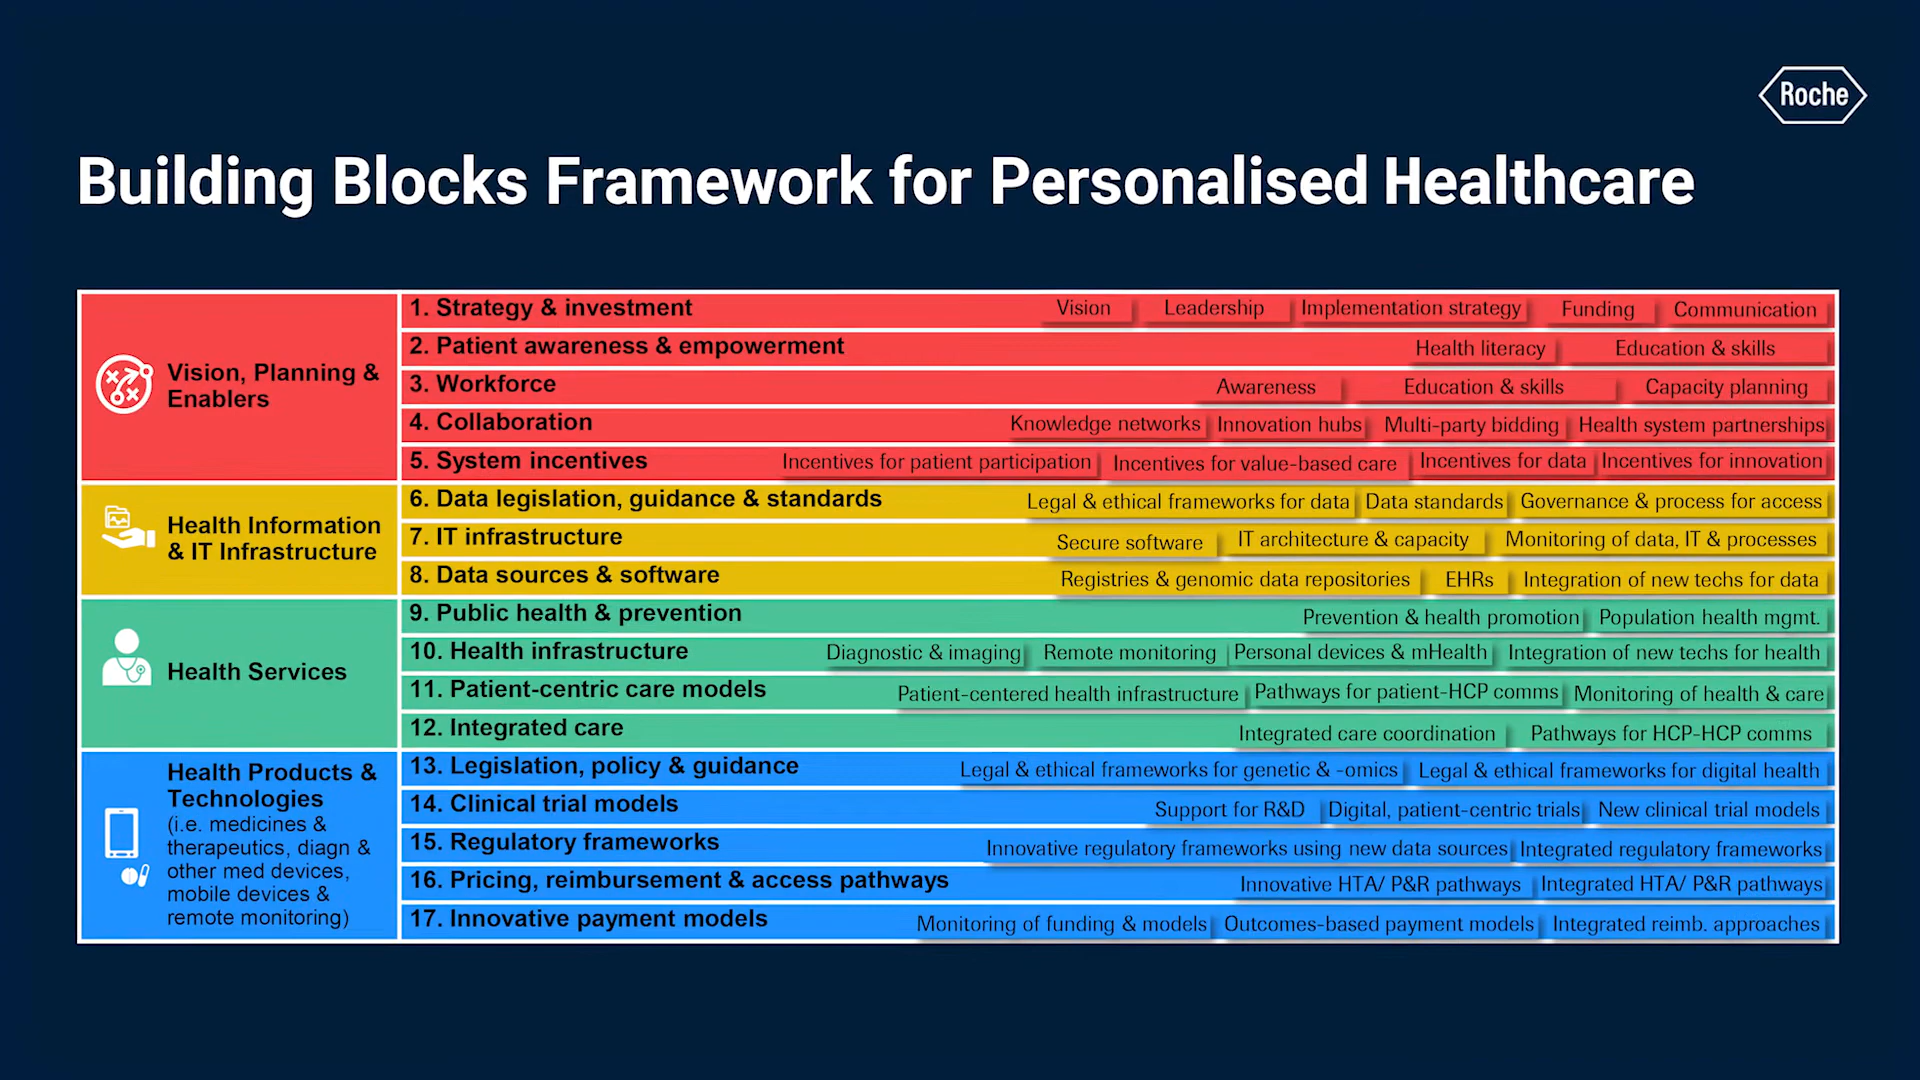 Roche
Building Blocks Framework for Personalised Healthcare
Vision, Planning &
Enablers
1. Strategy & investment Vision Leadership Implementation strategy Funding Communication
2. Patient awareness & empowerment Health literacy Education & skills
3. Workforce Awareness Education & skills Capacity planning
4. Collaboration Knowledge networks Innovation hubs Multi-party bidding Health system partnerships
5. System incentives Incentives for patient participation Incentives for value-based care Incentives for data Incentives for innovation
Health Information
& IT Infrastructure
6. Data legislation, guidance & standards Legal & ethical frameworks for data Data standards Governance & process for access
7. IT infrastructure Secure software IT architecture & capacity Monitoring of data, IT & processes
8. Data sources & software Registries & genomic data repositories EHRs Integration of new techs for data
Health Services
9. Public health & prevention Prevention & health promotion Population health mgmt.
10. Health infrastructure Diagnostic & imaging Remote monitoring Personal devices & mHealth Integration of new techs for health
11. Patient-centric care models Patient-centered health infrastructure Pathways for patient-HCP comms Monitoring of health & care
12. Integrated care Integrated care coordination Pathways for HCP-HCP comms
Health Products &
Technologies
(i.e. medicines &
therapeutics, diagn &
other med devices,
mobile devices &
remote monitoring)
13. Legislation, policy & guidance Legal & ethical frameworks for genetic & -omics Legal & ethical frameworks for digital health
14. Clinical trial models Support for R&D Digital, patient-centric trials New clinical trial models
15. Regulatory frameworks Innovative regulatory frameworks using new data sources Integrated regulatory frameworks
16. Pricing, reimbursement & access pathways Innovative HTA/ P&R pathways Integrated HTA/ P&R pathways
17. Innovative payment models Monitoring of funding & models Outcomes-based payment models Integrated reimb. approaches